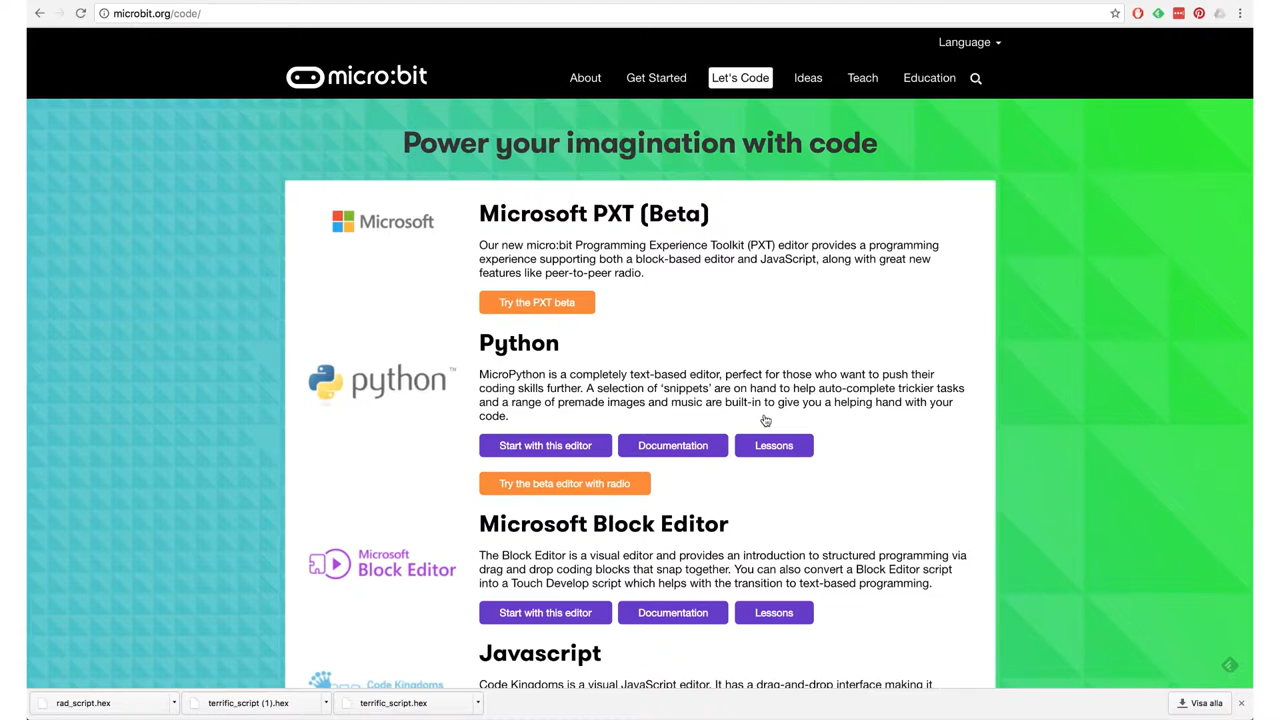 microbit.org/code/
Language
micro:bit
About Get Started Let's Code Ideas Teach Education
Power your imagination with code
Microsoft
Microsoft PXT (Beta)
Our new micro:bit Programming Experience Toolkit (PXT) editor provides a programming
experience supporting both a block-based editor and JavaScript, along with great new
features like peer-to-peer radio.
Try the PXT beta
python™
Python
MicroPython is a completely text-based editor, perfect for those who want to push their
coding skills further. A selection of 'snippets' are on hand to help auto-complete trickier tasks
and a range of premade images and music are built-in to give you a helping hand with your
code.
Start with this editor Documentation Lessons
Try the beta editor with radio
Microsoft
Block Editor
Microsoft Block Editor
The Block Editor is a visual editor and provides an introduction to structured programming via
drag and drop coding blocks that snap together. You can also convert a Block Editor script
into a Touch Develop script which helps with the transition to text-based programming.
Start with this editor Documentation Lessons
Code Kingdoms
Javascript
Code Kingdoms is a visual JavaScript editor. It has a drag-and-drop interface making it
rad_script.hex terrific_script (1).hex terrific_script.hex Visa alla